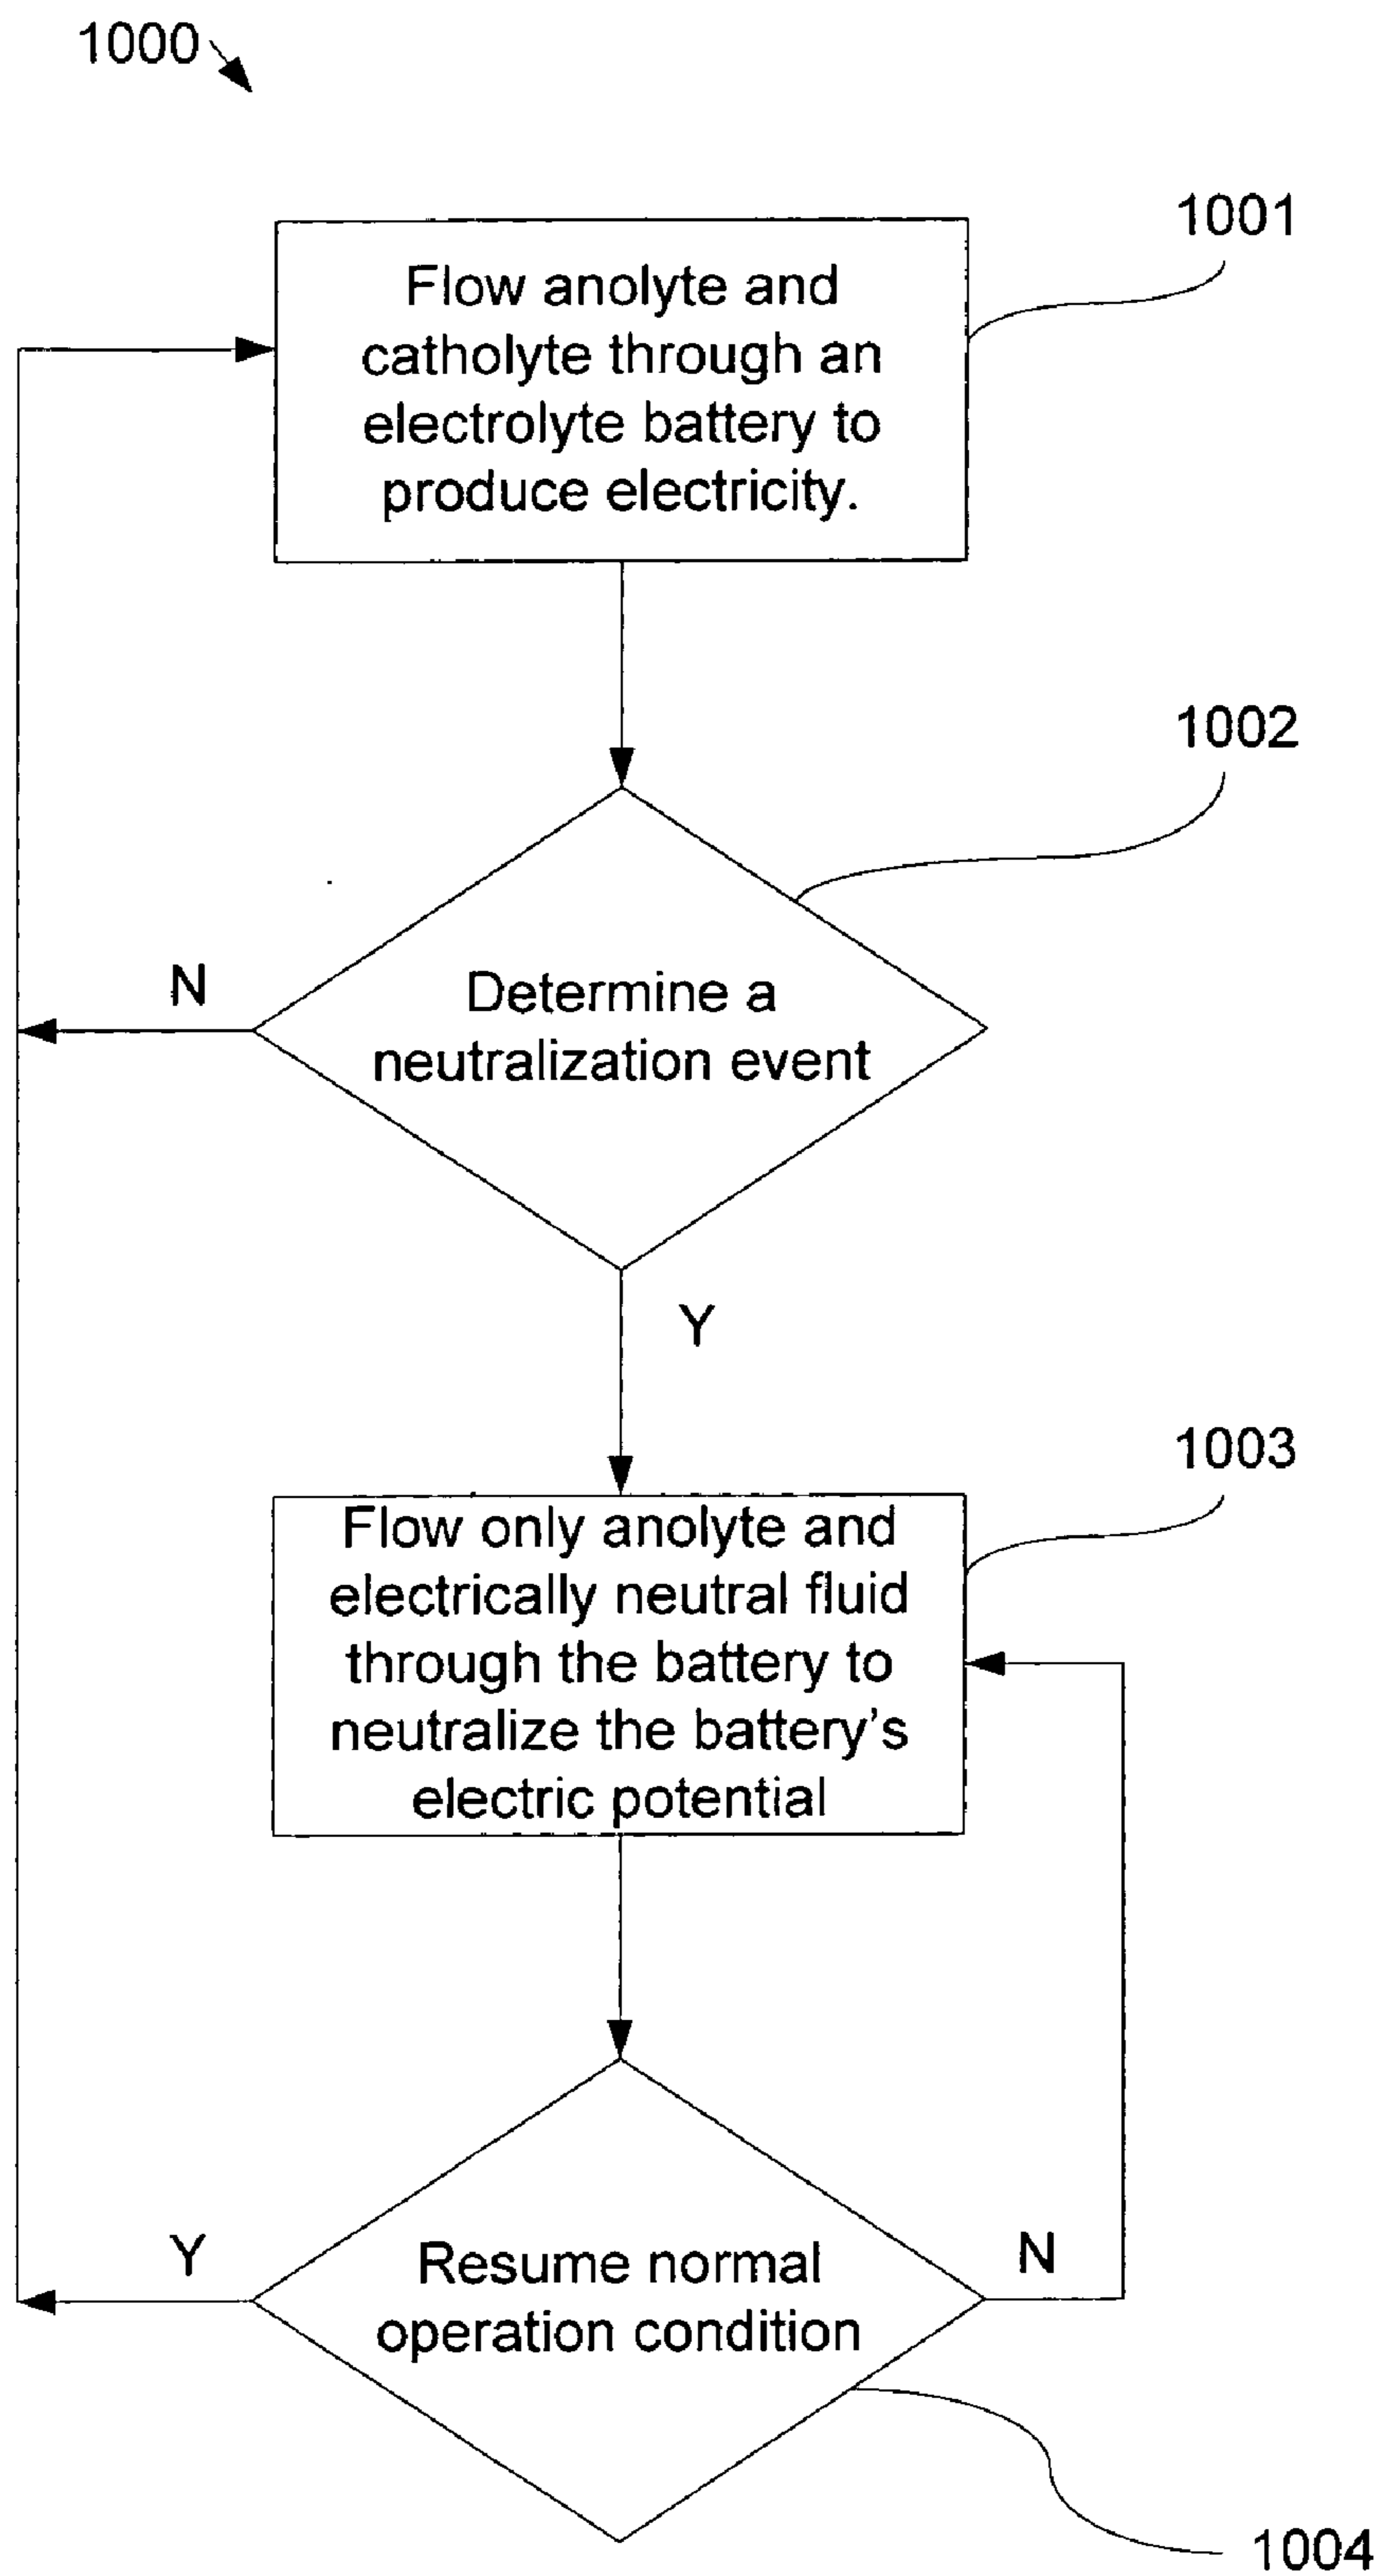 1000
1001
Flow anolyte and
catholyte through an
electrolyte battery to
produce electricity.
1002
N
Determine a
neutralization event
Y
1003
Flow only anolyte and
electrically neutral fluid
through the battery to
neutralize the battery's
electric potential
Y
N
Resume normal
operation condition
1004